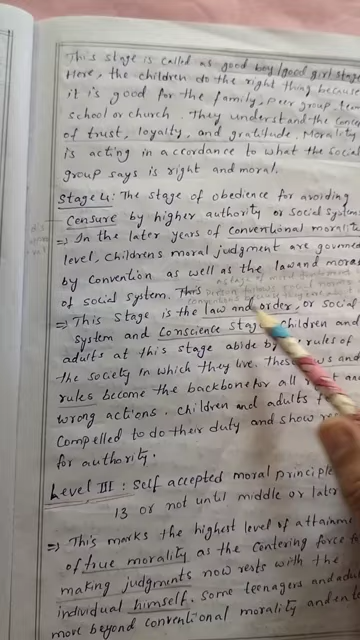 This stage is called as good boy/good girl stage
Here, the children do the right thing because
it is good for the family, peer group, team
school or church. They understand the concep
of trust, loyalty, and gratitude. Morality
is acting in accordance to what the social
group says is right and moral.
Stage 4: The stage of obedience for avoiding
Censure by higher authority or Social system
⇒ In the later years of conventional morality
level, Childrens moral judgment are governed
by Convention as well as the law and moral
of social system. This
⇒ This stage is the law and order, or social
system and Conscience Stage. Children and
adults at this stage abide by rules of
the society in which they live. These and
rules become the backbone for all and
wrong actions. Children and adults
Compelled to do their duty and show
for authority.
Level III: Self accepted moral principle
13 or not until middle or later
⇒ This marks the highest level of attainme
of true morality as the Centering force f
making judgments now rests with the
individual himself. Some teenagers and adu
move beyond conventional morality and ente